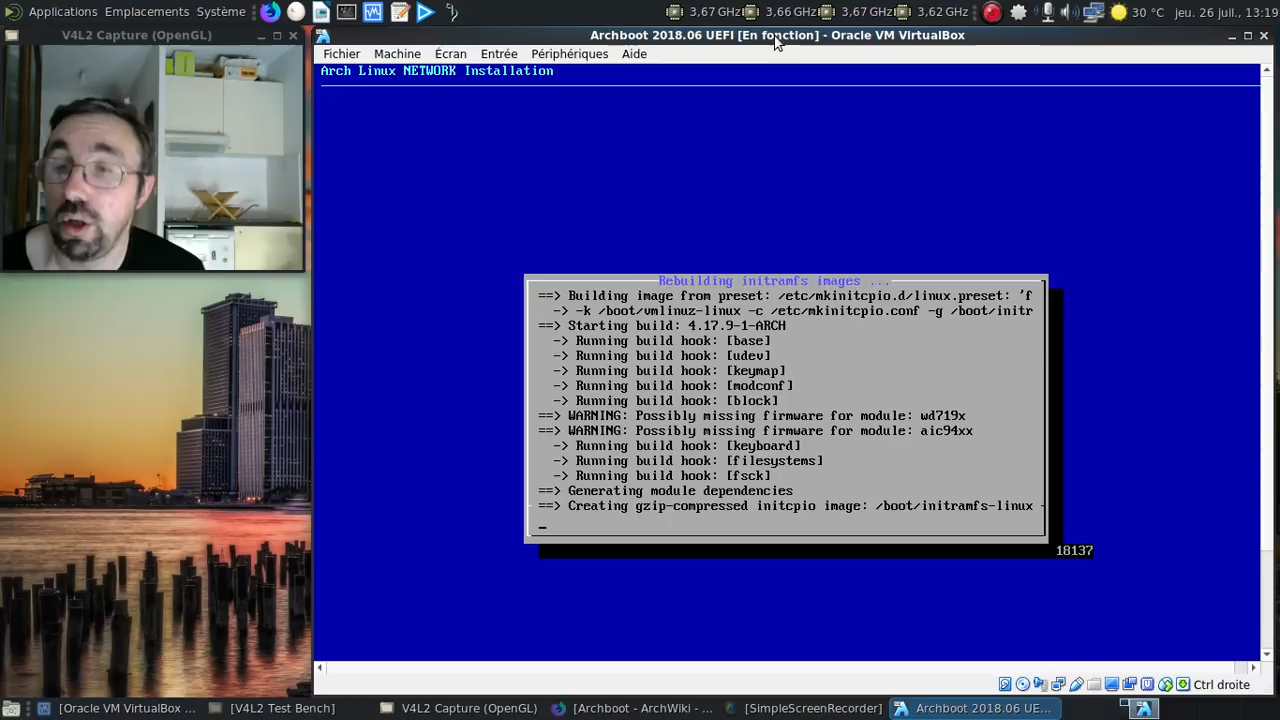 Applications Emplacements Système
3,67 GHz 3,66 GHz 3,67 GHz 3,62 GHz 30 °C jeu. 26 juil., 13:19
V4L2 Capture (OpenGL)
Archboot 2018.06 UEFI [En fonction] - Oracle VM VirtualBox
Fichier Machine Écran Entrée Périphériques Aide
Arch Linux NETWORK Installation
Rebuilding initramfs images ...
==> Building image from preset: /etc/mkinitcpio.d/linux.preset: 'f
-> -k /boot/vmlinuz-linux -c /etc/mkinitcpio.conf -g /boot/initr
==> Starting build: 4.17.9-1-ARCH
-> Running build hook: [base]
-> Running build hook: [udev]
-> Running build hook: [keymap]
-> Running build hook: [modconf]
-> Running build hook: [block]
==> WARNING: Possibly missing firmware for module: wd719x
==> WARNING: Possibly missing firmware for module: aic94xx
-> Running build hook: [keyboard]
-> Running build hook: [filesystems]
-> Running build hook: [fsck]
==> Generating module dependencies
==> Creating gzip-compressed initcpio image: /boot/initramfs-linux-
18137
Ctrl droite
[Oracle VM VirtualBox ... [V4L2 Test Bench] V4L2 Capture (OpenGL) [Archboot - ArchWiki - ... [SimpleScreenRecorder] Archboot 2018.06 UE...